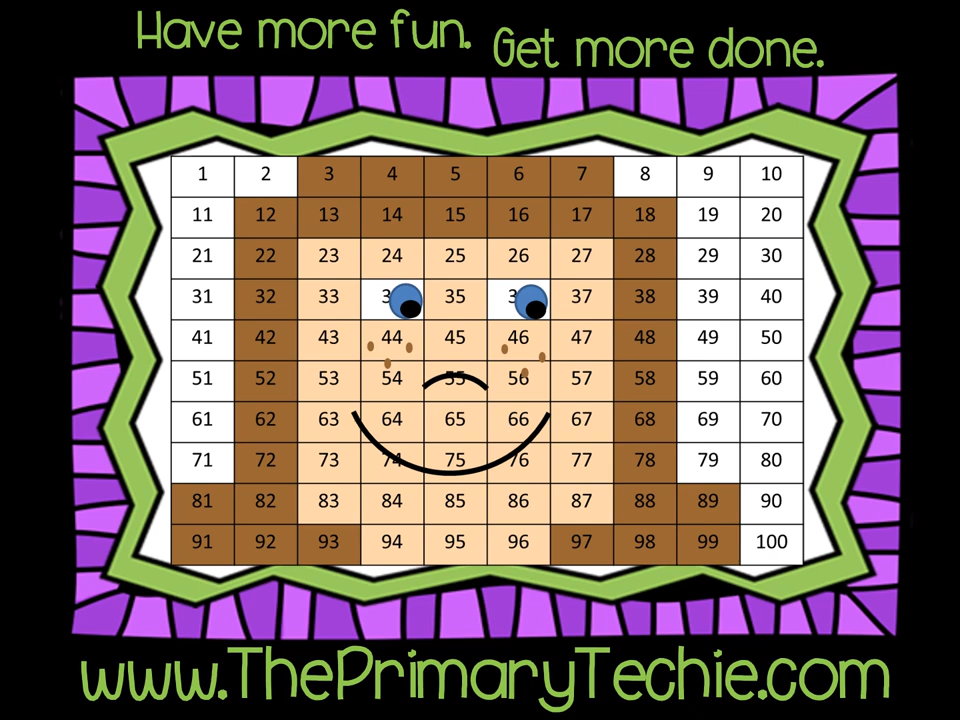 Have more fun. Get more done.
1 2 3 4 5 6 7 8 9 10
11 12 13 14 15 16 17 18 19 20
21 22 23 24 25 26 27 28 29 30
31 32 33 35 37 38 39 40
41 42 43 44 45 46 47 48 49 50
51 52 53 54 55 56 57 58 59 60
61 62 63 64 65 66 67 68 69 70
71 72 73 74 75 76 77 78 79 80
81 82 83 84 85 86 87 88 89 90
91 92 93 94 95 96 97 98 99 100
www.ThePrimaryTechie.com